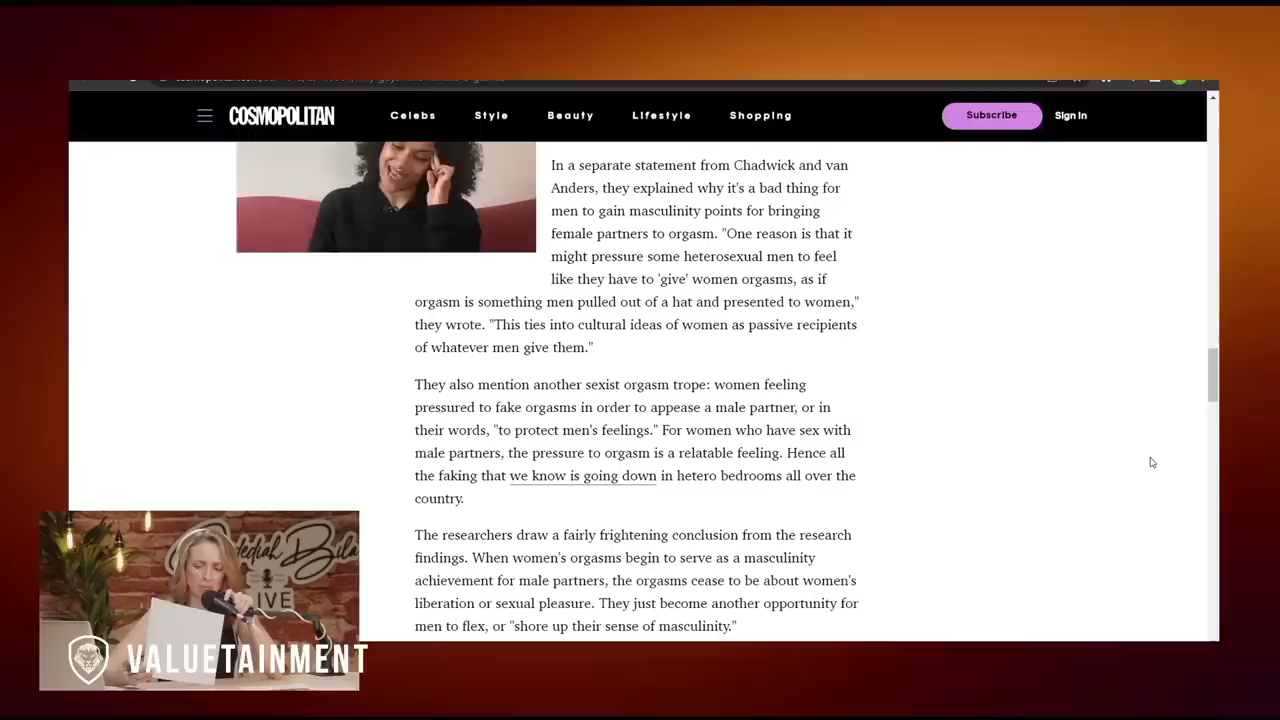 COSMOPOLITAN
Celebs
Style
Beauty
Lifestyle
Shopping
Subscribe
Sign In
In a separate statement from Chadwick and van
Anders, they explained why it's a bad thing for
men to gain masculinity points for bringing
female partners to orgasm. "One reason is that it
might pressure some heterosexual men to feel
like they have to 'give' women orgasms, as if
orgasm is something men pulled out of a hat and presented to women,"
they wrote. "This ties into cultural ideas of women as passive recipients
of whatever men give them."
They also mention another sexist orgasm trope: women feeling
pressured to fake orgasms in order to appease a male partner, or in
their words, "to protect men's feelings." For women who have sex with
male partners, the pressure to orgasm is a relatable feeling. Hence all
the faking that we know is going down in hetero bedrooms all over the
country.
The researchers draw a fairly frightening conclusion from the research
findings. When women's orgasms begin to serve as a masculinity
achievement for male partners, the orgasms cease to be about women's
liberation or sexual pleasure. They just become another opportunity for
men to flex, or "shore up their sense of masculinity."
IVE
VALUETAINMENT